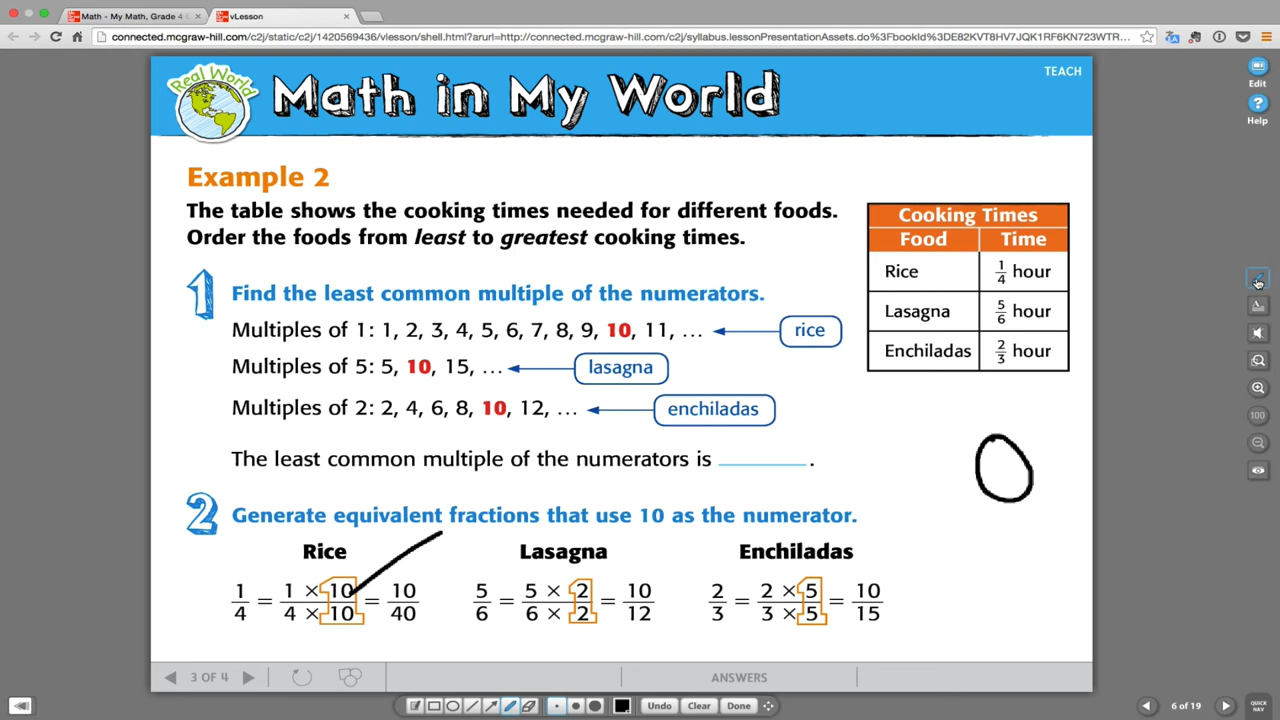 Math - My Math, Grade 4
vLesson
connected.mcgraw-hill.com/c2j/static/c2j/1420569436/vlesson/shell.html?arurl=http://connected.mcgraw-hill.com/c2j/syllabus.lessonPresentationAssets.do%3FbookId%3DE82KVT8HV7JQK1RF6KN723WTR...
TEACH
Edit
Help
Real World
Math in My World
Example 2
The table shows the cooking times needed for different foods.
Order the foods from least to greatest cooking times.
Cooking Times
Food Time
Rice 1/4 hour
Lasagna 5/6 hour
Enchiladas 2/3 hour
1 Find the least common multiple of the numerators.
Multiples of 1: 1, 2, 3, 4, 5, 6, 7, 8, 9, 10, 11, ... rice
Multiples of 5: 5, 10, 15, ... lasagna
Multiples of 2: 2, 4, 6, 8, 10, 12, ... enchiladas
The least common multiple of the numerators is ________ .
2 Generate equivalent fractions that use 10 as the numerator.
Rice Lasagna Enchiladas
1/4 = 1 × 10/4 × 10 = 10/40 5/6 = 5 × 2/6 × 2 = 10/12 2/3 = 2 × 5/3 × 5 = 10/15
100
3 OF 4
ANSWERS
Undo Clear Done
6 of 19
QUICK
NAV